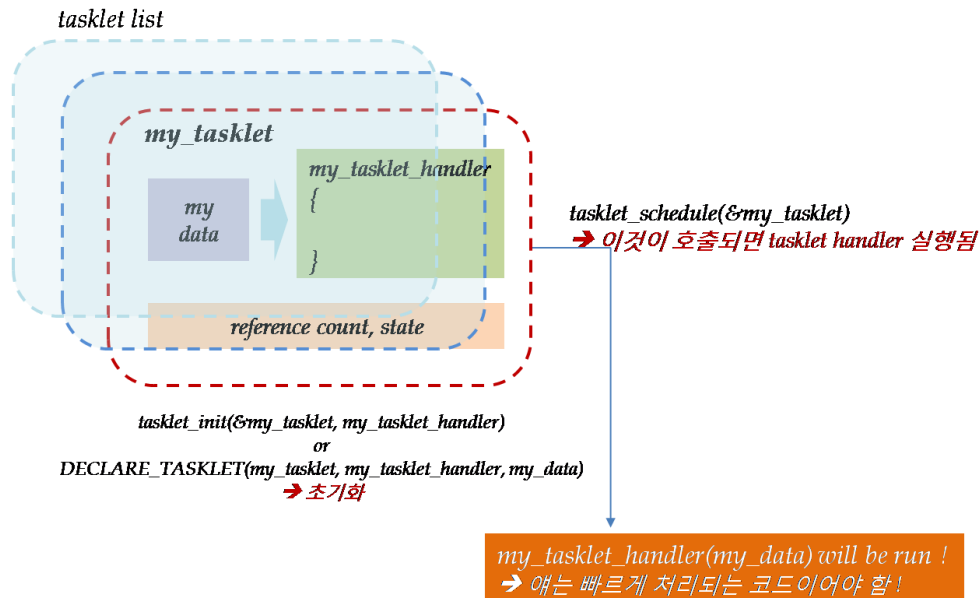 tasklet list
my_tasklet
my_tasklet_handler
{
my
data
}
reference count, state
tasklet_schedule(&my_tasklet)
➔ 이것이 호출되면 tasklet handler 실행됨
tasklet_init(&my_tasklet, my_tasklet_handler)
or
DECLARE_TASKLET(my_tasklet, my_tasklet_handler, my_data)
➔ 초기화
my_tasklet_handler(my_data) will be run !
➔ 얘는 빠르게 처리되는 코드이어야 함!